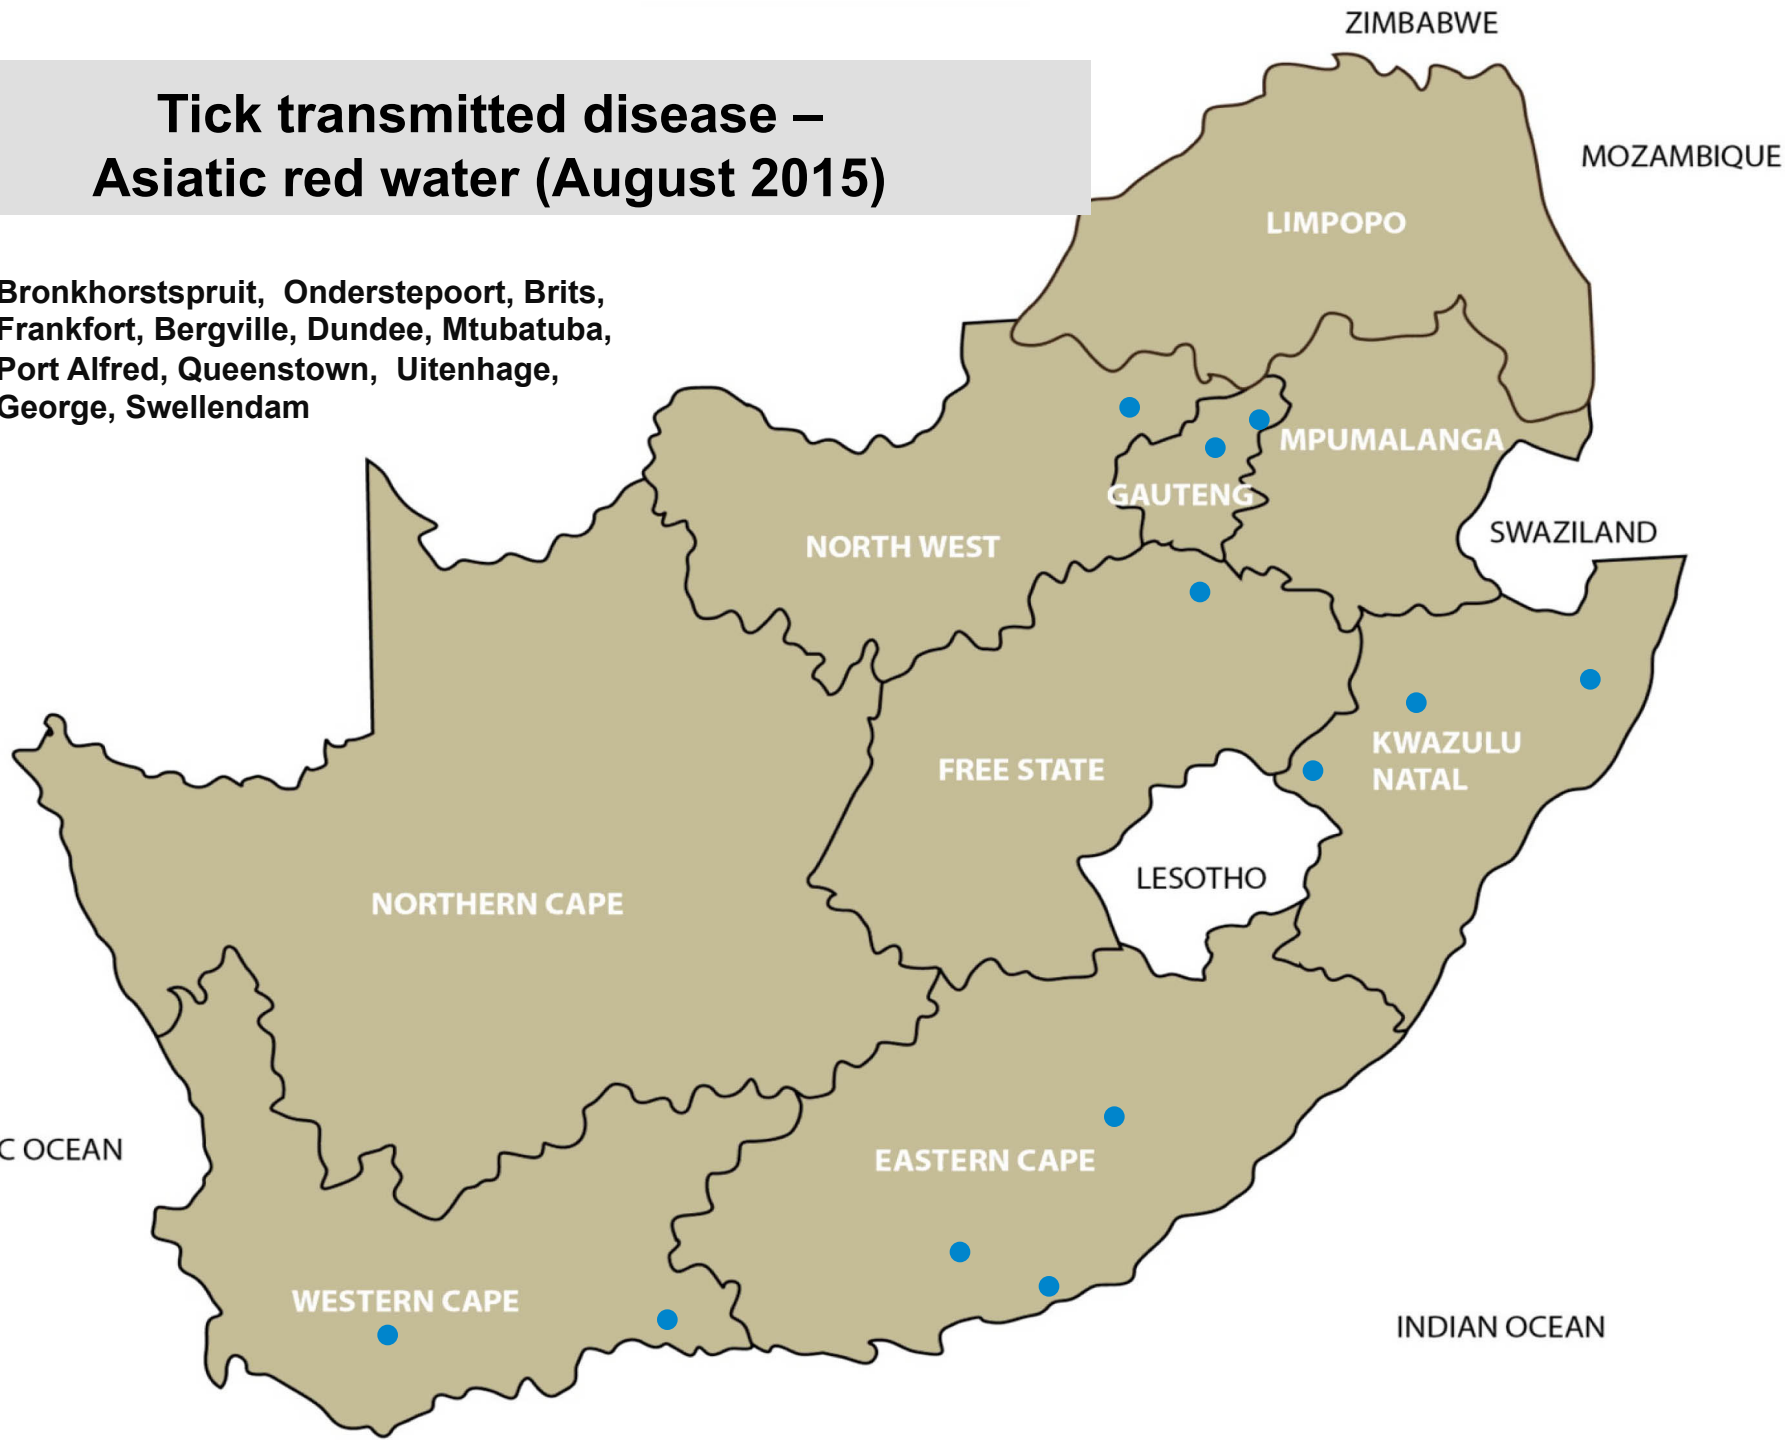 ZIMBABWE
Tick transmitted disease –
Asiatic red water (August 2015)
MOZAMBIQUE
LIMPOPO
Bronkhorstspruit, Onderstepoort, Brits,
Frankfort, Bergville, Dundee, Mtubatuba,
Port Alfred, Queenstown, Uitenhage,
George, Swellendam
MPUMALANGA
GAUTENG
SWAZILAND
NORTH WEST
KWAZULU
NATAL
FREE STATE
LESOTHO
NORTHERN CAPE
C OCEAN
EASTERN CAPE
WESTERN CAPE
INDIAN OCEAN